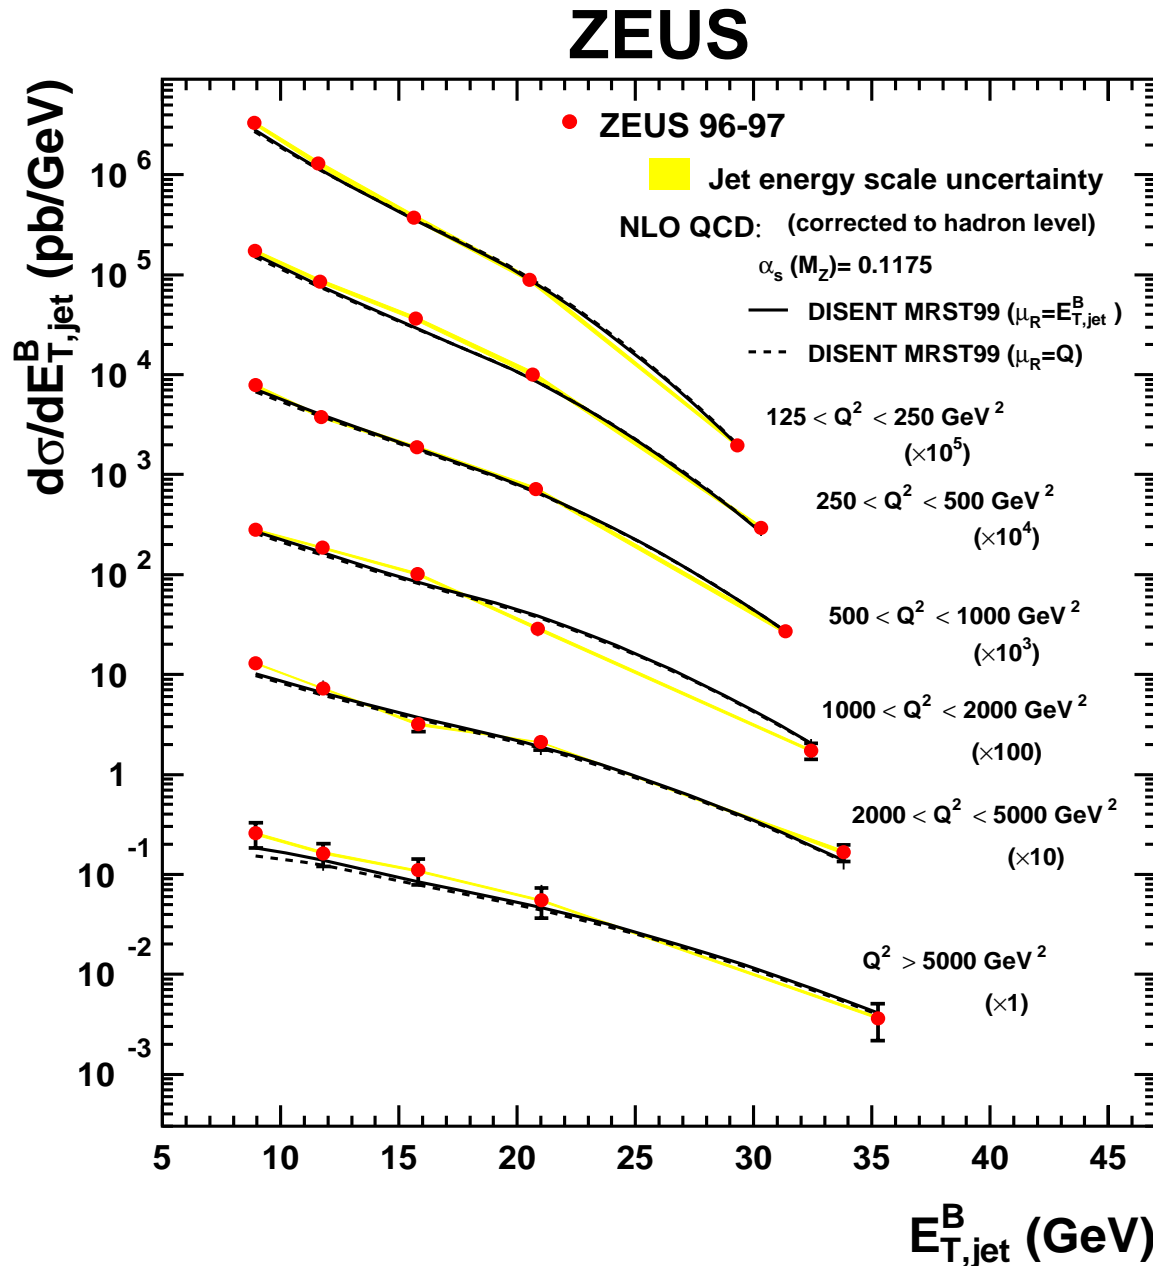 ZEUS
dσ/dE^B_T,jet (pb/GeV)
10^6
10^5
10^4
10^3
10^2
10
1
10^-1
10^-2
10^-3
ZEUS 96-97
Jet energy scale uncertainty
NLO QCD: (corrected to hadron level)
α_s (M_Z)= 0.1175
DISENT MRST99 (μ_R=E^B_T,jet)
DISENT MRST99 (μ_R=Q)
125 < Q^2 < 250 GeV^2
(×10^5)
250 < Q^2 < 500 GeV^2
(×10^4)
500 < Q^2 < 1000 GeV^2
(×10^3)
1000 < Q^2 < 2000 GeV^2
(×100)
2000 < Q^2 < 5000 GeV^2
(×10)
Q^2 > 5000 GeV^2
(×1)
5 10 15 20 25 30 35 40 45
E^B_T,jet (GeV)